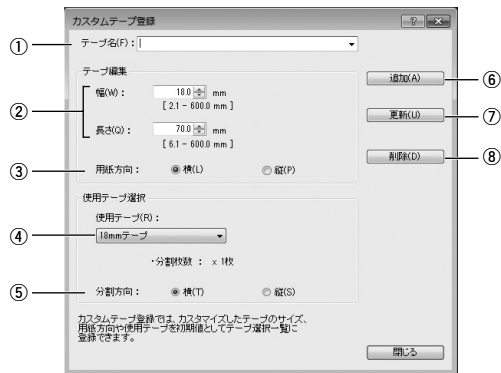 カスタムテープ登録
① テープ名(F)：
テープ編集
② 幅(W)： 18.0 mm
[ 2.1 - 600.0 mm ]
長さ(Q)： 70.0 mm
[ 6.1 - 600.0 mm ]
③ 用紙方向： 横(L) 縦(P)
使用テープ選択
使用テープ(R)：
④ 18mmテープ
・分割枚数 ： x 1枚
⑤ 分割方向： 横(T) 縦(S)
カスタムテープ登録では、カスタマイズしたテープのサイズ、
用紙方向や使用テープを初期値としてテープ選択一覧に
登録できます。
追加(A) ⑥
更新(U) ⑦
削除(D) ⑧
閉じる